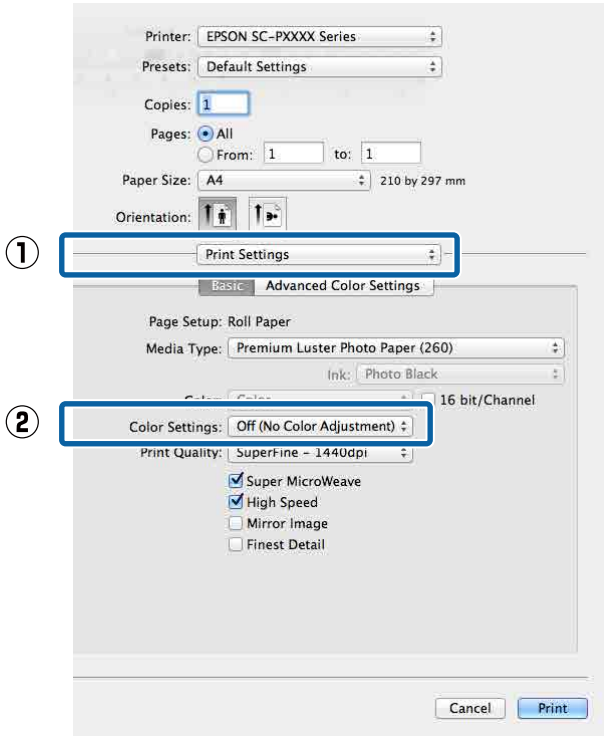 Printer: EPSON SC-PXXXX Series
Presets: Default Settings
Copies: 1
Pages: All
From: 1 to: 1
Paper Size: A4 210 by 297 mm
Orientation:
① Print Settings
Basic Advanced Color Settings
Page Setup: Roll Paper
Media Type: Premium Luster Photo Paper (260)
Ink: Photo Black
Color: Color 16 bit/Channel
② Color Settings: Off (No Color Adjustment)
Print Quality: SuperFine - 1440dpi
Super MicroWeave
High Speed
Mirror Image
Finest Detail
Cancel Print